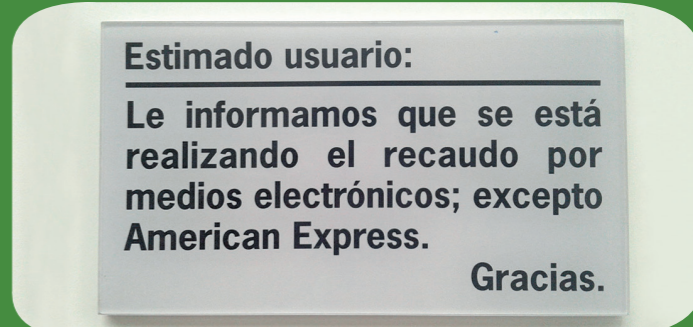 Estimado usuario:
Le informamos que se está
realizando el recaudo por
medios electrónicos; excepto
American Express.
Gracias.